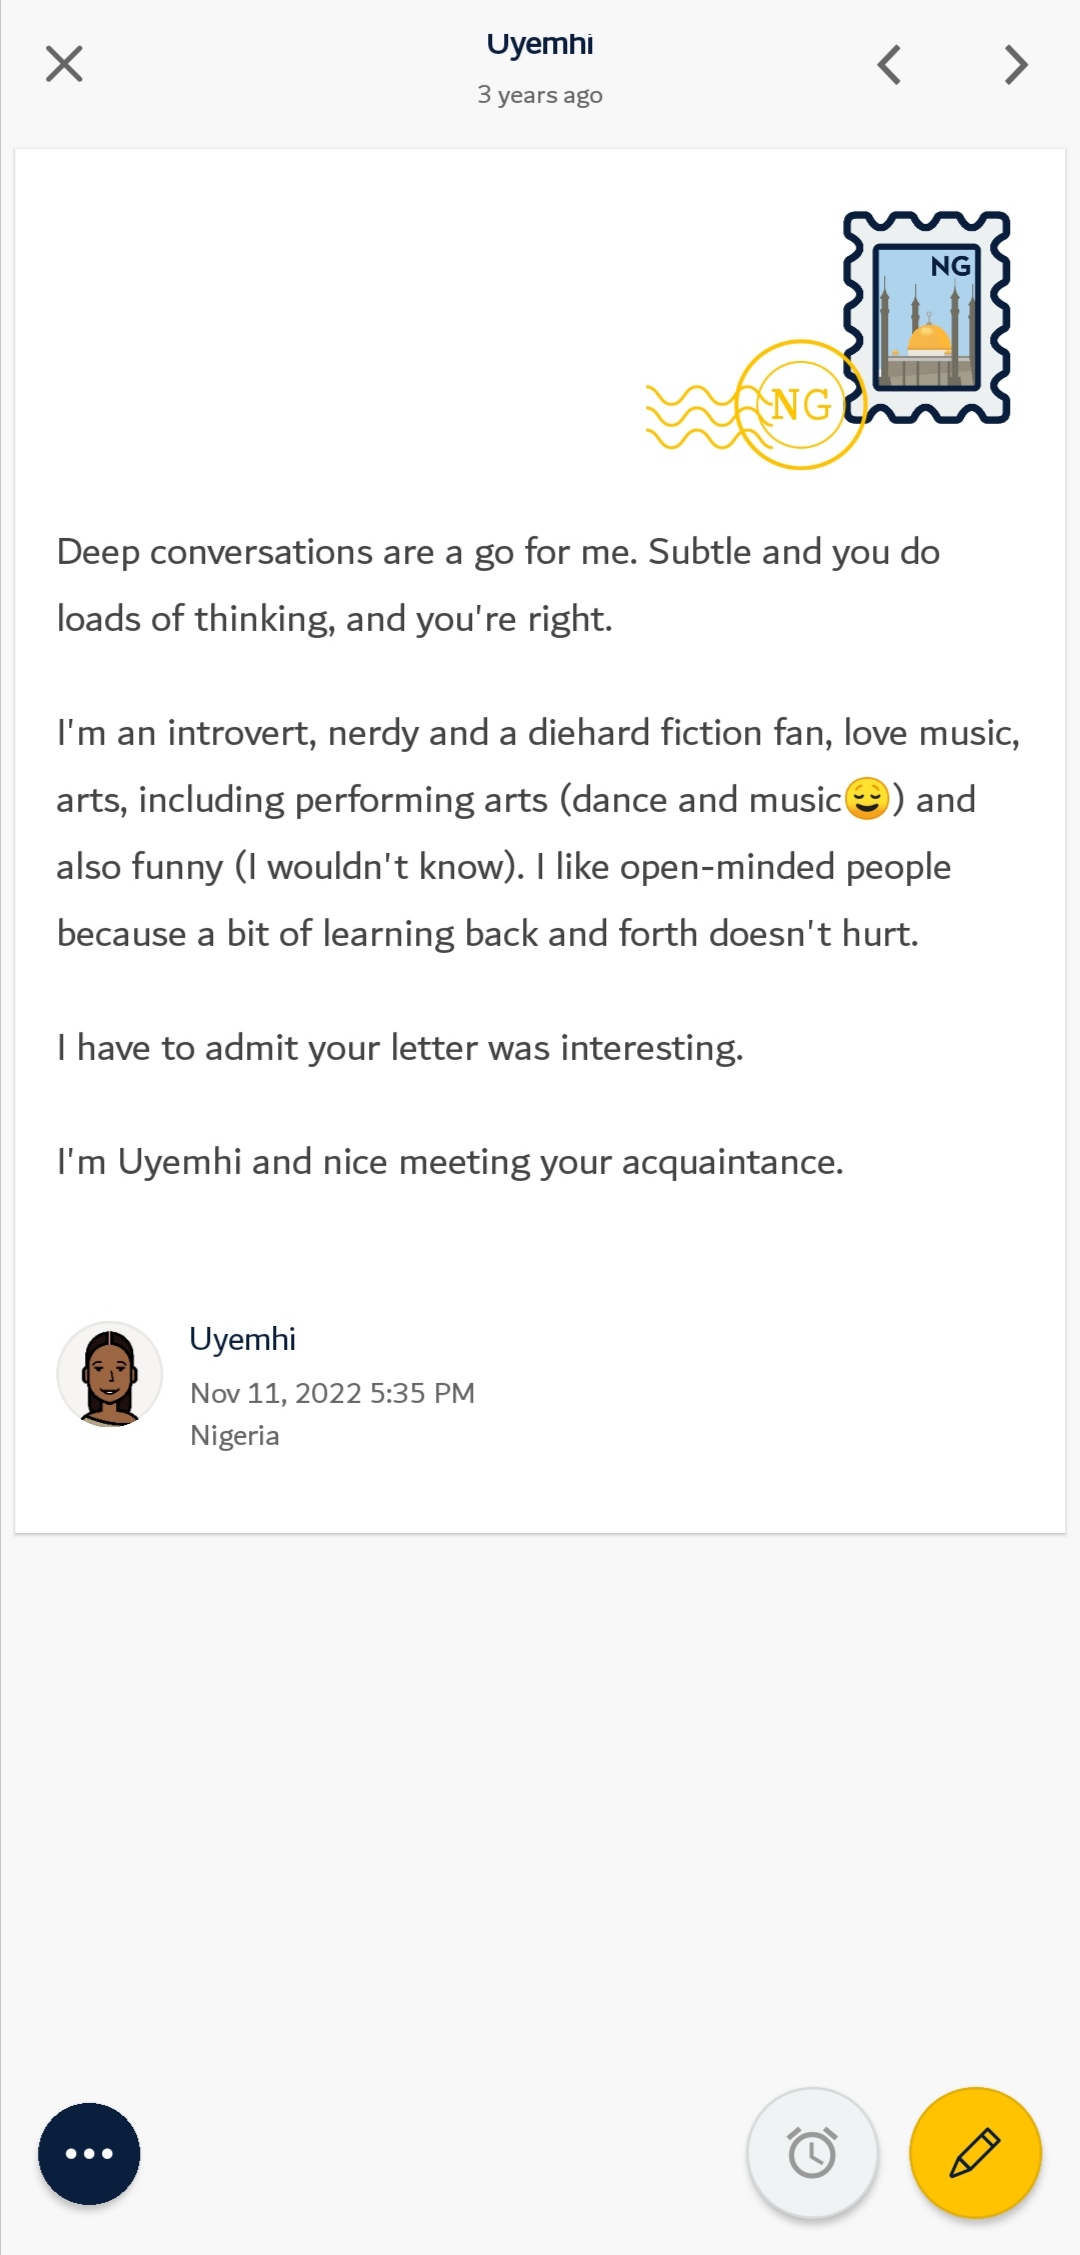 Uyemhi
3 years ago
NG
NG
Deep conversations are a go for me. Subtle and you do
loads of thinking, and you're right.
I'm an introvert, nerdy and a diehard fiction fan, love music,
arts, including performing arts (dance and music😌) and
also funny (I wouldn't know). I like open-minded people
because a bit of learning back and forth doesn't hurt.
I have to admit your letter was interesting.
I'm Uyemhi and nice meeting your acquaintance.
Uyemhi
Nov 11, 2022 5:35 PM
Nigeria